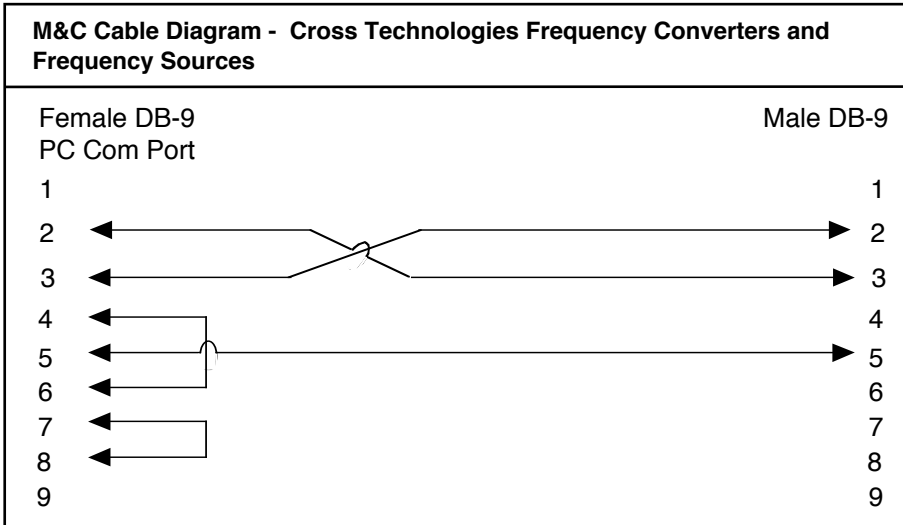 M&C Cable Diagram - Cross Technologies Frequency Converters and
Frequency Sources
Female DB-9 Male DB-9
PC Com Port
1 1
2 2
3 3
4 4
5 5
6 6
7 7
8 8
9 9